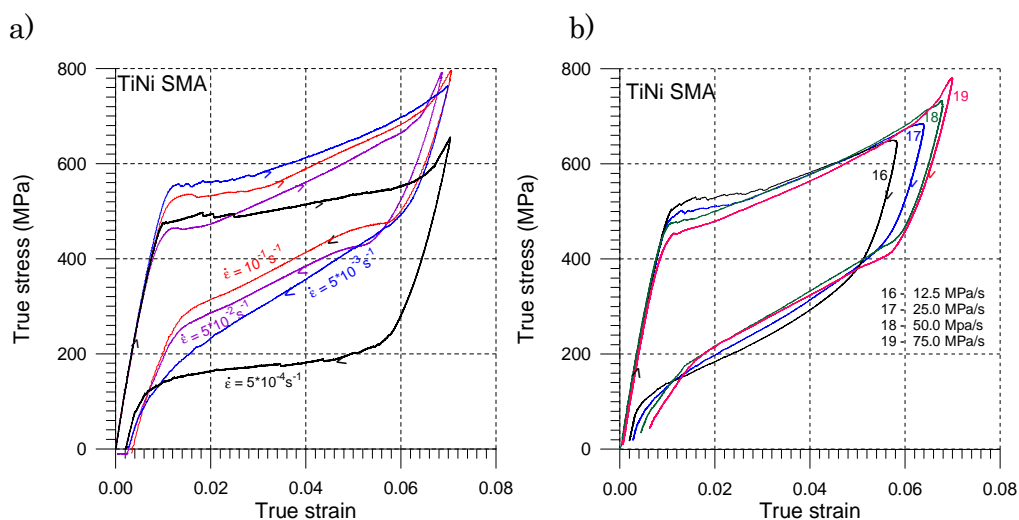 a)
b)
TiNi SMA
800
600
400
200
0
0.00 0.02 0.04 0.06 0.08
True strain
True stress (MPa)
ε̇ = 10⁻¹s⁻¹
ε̇ = 5*10⁻²s⁻¹
ε̇ = 5*10⁻³s⁻¹
ε̇ = 5*10⁻⁴s⁻¹
TiNi SMA
800
600
400
200
0
0.00 0.02 0.04 0.06 0.08
True strain
True stress (MPa)
19
18
17
16
16 - 12.5 MPa/s
17 - 25.0 MPa/s
18 - 50.0 Mpa/s
19 - 75.0 MPa/s